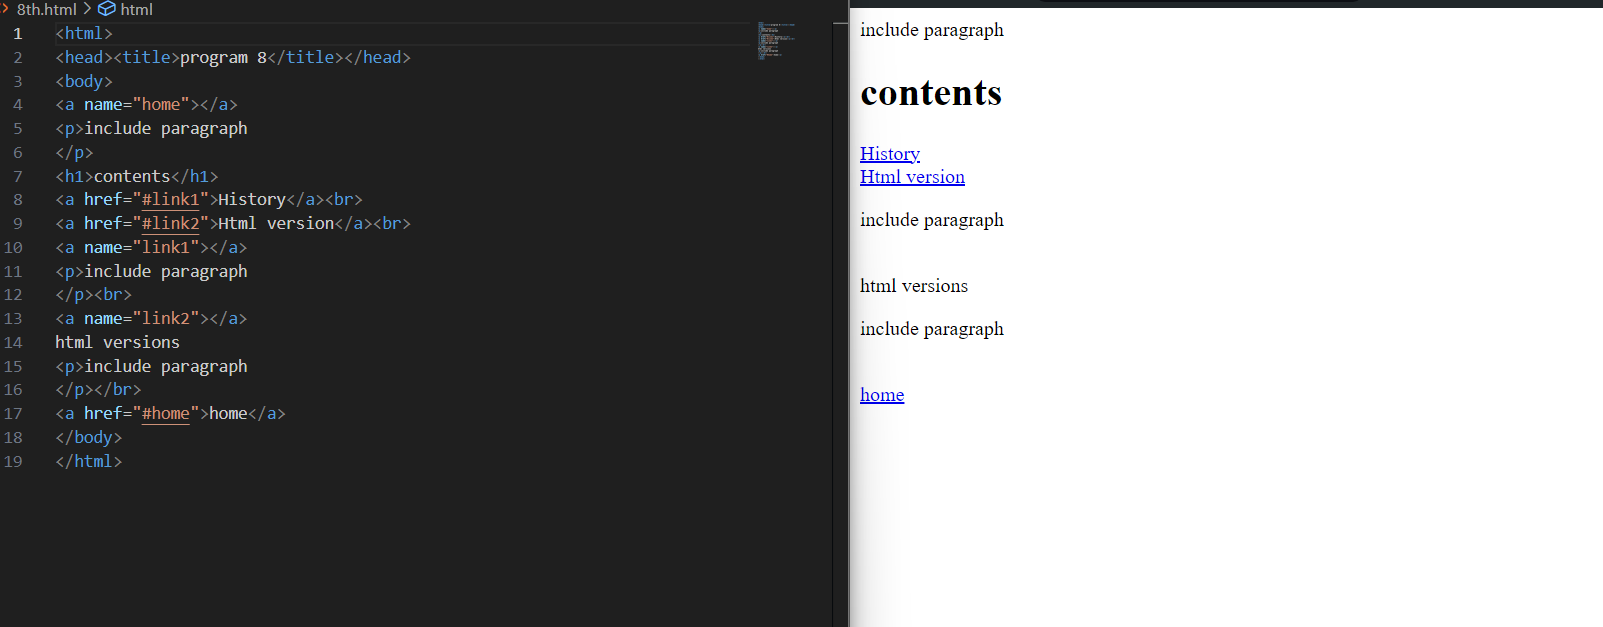 8th.html > html
1 <html>
2 <head><title>program 8</title></head>
3 <body>
4 <a name="home"></a>
5 <p>include paragraph
6 </p>
7 <h1>contents</h1>
8 <a href="#link1">History</a><br>
9 <a href="#link2">Html version</a><br>
10 <a name="link1"></a>
11 <p>include paragraph
12 </p><br>
13 <a name="link2"></a>
14 html versions
15 <p>include paragraph
16 </p></br>
17 <a href="#home">home</a>
18 </body>
19 </html>
include paragraph
contents
History
Html version
include paragraph
html versions
include paragraph
home